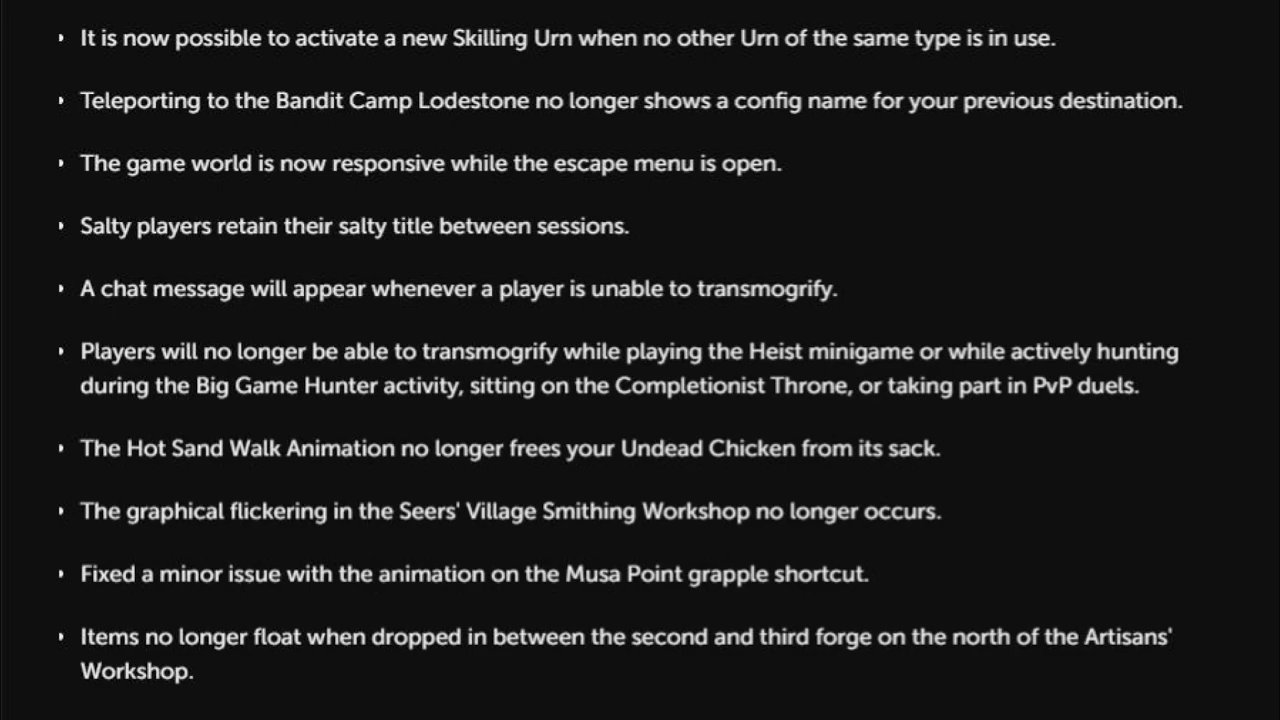 It is now possible to activate a new Skilling Urn when no other Urn of the same type is in use.
Teleporting to the Bandit Camp Lodestone no longer shows a config name for your previous destination.
The game world is now responsive while the escape menu is open.
Salty players retain their salty title between sessions.
A chat message will appear whenever a player is unable to transmogrify.
Players will no longer be able to transmogrify while playing the Heist minigame or while actively hunting
during the Big Game Hunter activity, sitting on the Completionist Throne, or taking part in PvP duels.
The Hot Sand Walk Animation no longer frees your Undead Chicken from its sack.
The graphical flickering in the Seers' Village Smithing Workshop no longer occurs.
Fixed a minor issue with the animation on the Musa Point grapple shortcut.
Items no longer float when dropped in between the second and third forge on the north of the Artisans'
Workshop.